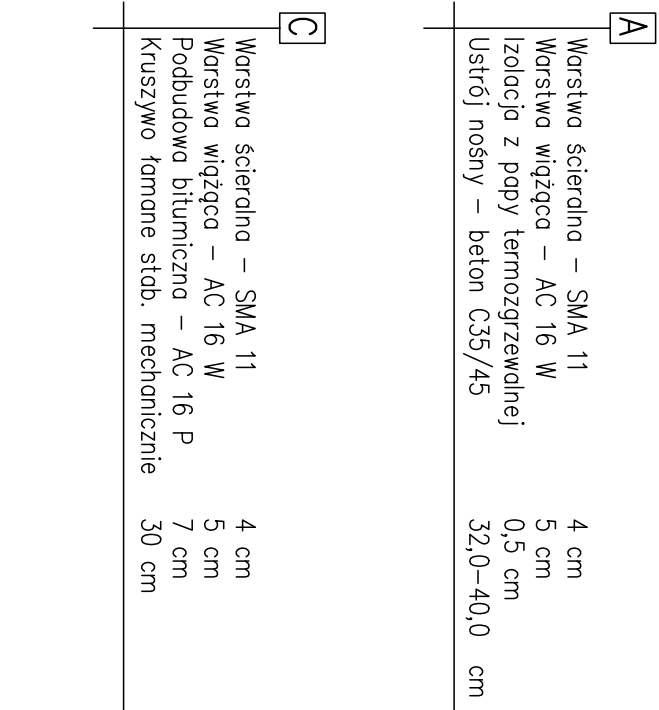 A
Warstwa ścieralna – SMA 11 4 cm
Warstwa wiążąca – AC 16 W 5 cm
Izolacja z papy termozgrzewalnej 0,5 cm
Ustrój nośny – beton C35/45 32,0–40,0 cm
C
Warstwa ścieralna – SMA 11 4 cm
Warstwa wiążąca – AC 16 W 5 cm
Podbudowa bitumiczna – AC 16 P 7 cm
Kruszywo łamane stab. mechanicznie 30 cm